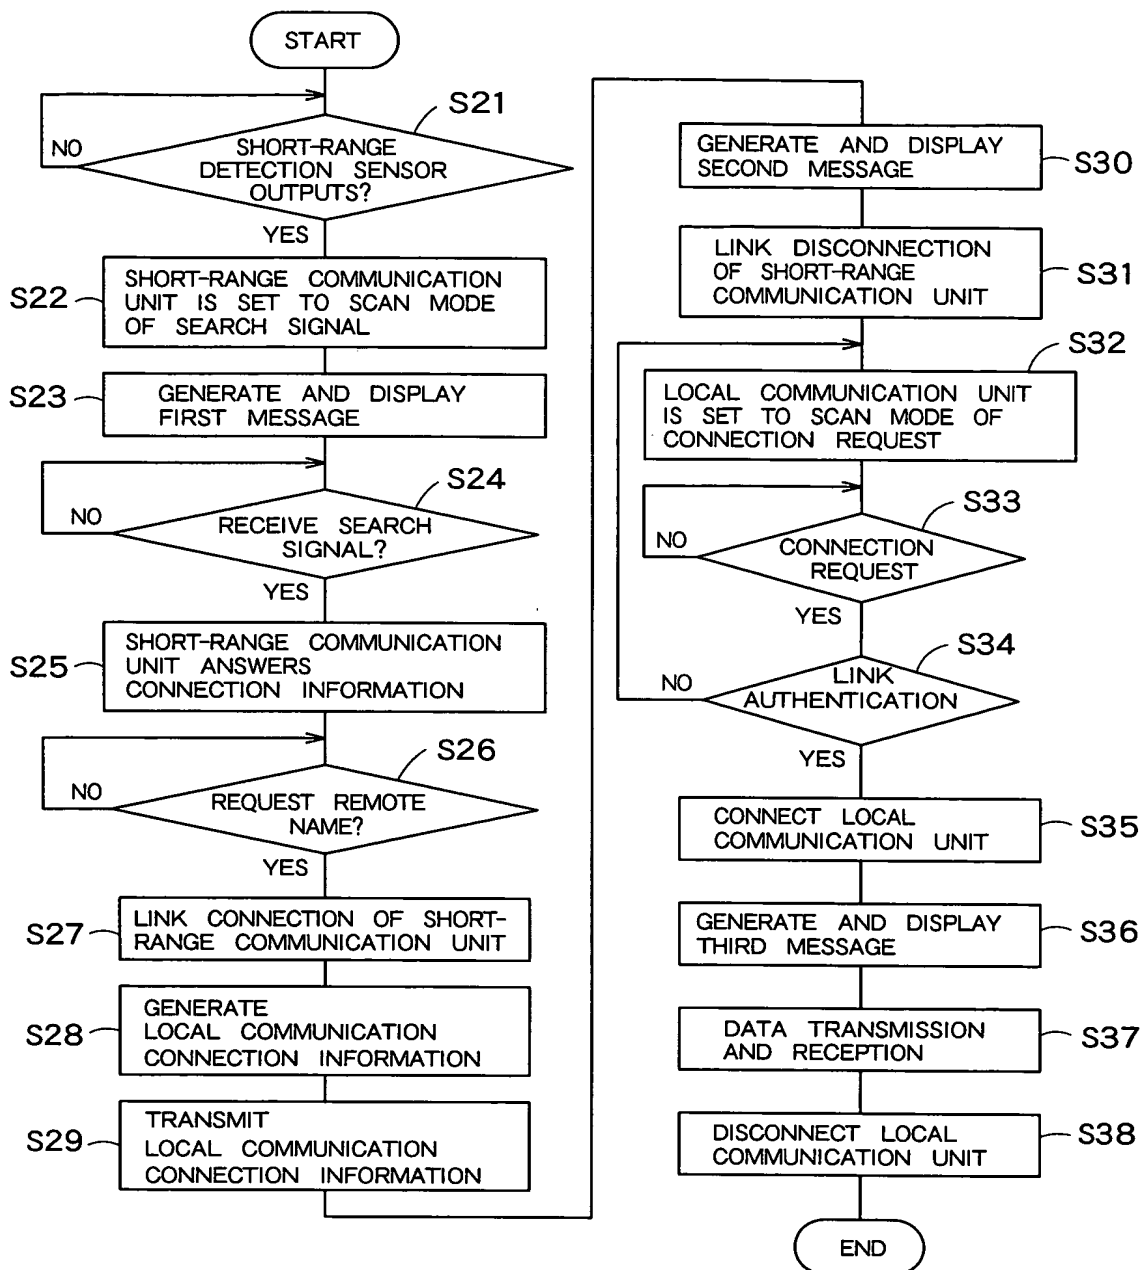 START
S21
NO
SHORT-RANGE
DETECTION SENSOR
OUTPUTS?
YES
S22
SHORT-RANGE COMMUNICATION
UNIT IS SET TO SCAN MODE
OF SEARCH SIGNAL
S23
GENERATE AND DISPLAY
FIRST MESSAGE
S24
NO
RECEIVE SEARCH
SIGNAL?
YES
S25
SHORT-RANGE COMMUNICATION
UNIT ANSWERS
CONNECTION INFORMATION
S26
NO
REQUEST REMOTE
NAME?
YES
S27
LINK CONNECTION OF SHORT-
RANGE COMMUNICATION UNIT
S28
GENERATE
LOCAL COMMUNICATION
CONNECTION INFORMATION
S29
TRANSMIT
LOCAL COMMUNICATION
CONNECTION INFORMATION
GENERATE AND DISPLAY
SECOND MESSAGE
S30
LINK DISCONNECTION
OF SHORT-RANGE
COMMUNICATION UNIT
S31
S32
LOCAL COMMUNICATION UNIT
IS SET TO SCAN MODE OF
CONNECTION REQUEST
S33
NO
CONNECTION
REQUEST
YES
S34
NO
LINK
AUTHENTICATION
YES
CONNECT LOCAL
COMMUNICATION UNIT
S35
GENERATE AND DISPLAY
THIRD MESSAGE
S36
DATA TRANSMISSION
AND RECEPTION
S37
DISCONNECT LOCAL
COMMUNICATION UNIT
S38
END